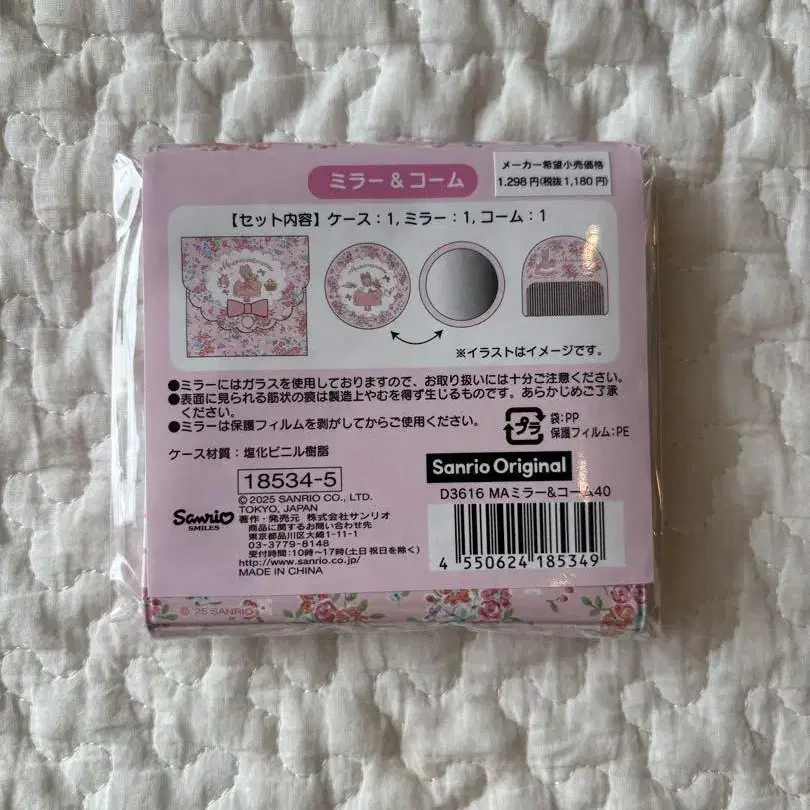 ミラー＆コーム
メーカー希望小売価格
1,298円(税抜1,180円)
【セット内容】ケース：1, ミラー：1, コーム：1
※イラストはイメージです。
●ミラーにはガラスを使用しておりますので、お取り扱いには十分ご注意ください。
●表面に見られる筋状の痕は製造上やむを得ず生じるものです。あらかじめご了承
ください。
●ミラーは保護フィルムを剥がしてからご使用ください。
プラ
袋:PP
保護フィルム:PE
ケース材質：塩化ビニル樹脂
18534-5
Sanrio Original
D3616 MAミラー&コーム40
Sanrio
SMILES
©2025 SANRIO CO., LTD.
TOKYO, JAPAN
著作・発売元 株式会社サンリオ
商品に関するお問い合わせ先
東京都品川区大崎1-11-1
03-3779-8148
受付時間:10時〜17時(土日祝日を除く)
http://www.sanrio.co.jp/
MADE IN CHINA
4 550624 185349
© '25 SANRIO